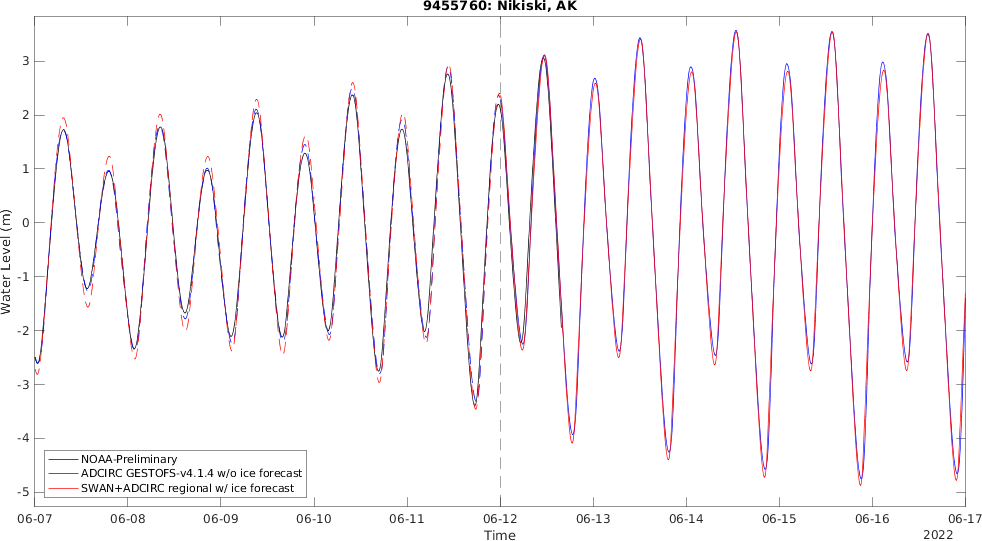 9455760: Nikiski, AK
Water Level (m)
3
2
1
0
-1
-2
-3
-4
-5
NOAA-Preliminary
ADCIRC GESTOFS-v4.1.4 w/o ice forecast
SWAN+ADCIRC regional w/ ice forecast
06-07 06-08 06-09 06-10 06-11 06-12 06-13 06-14 06-15 06-16 06-17
Time
2022